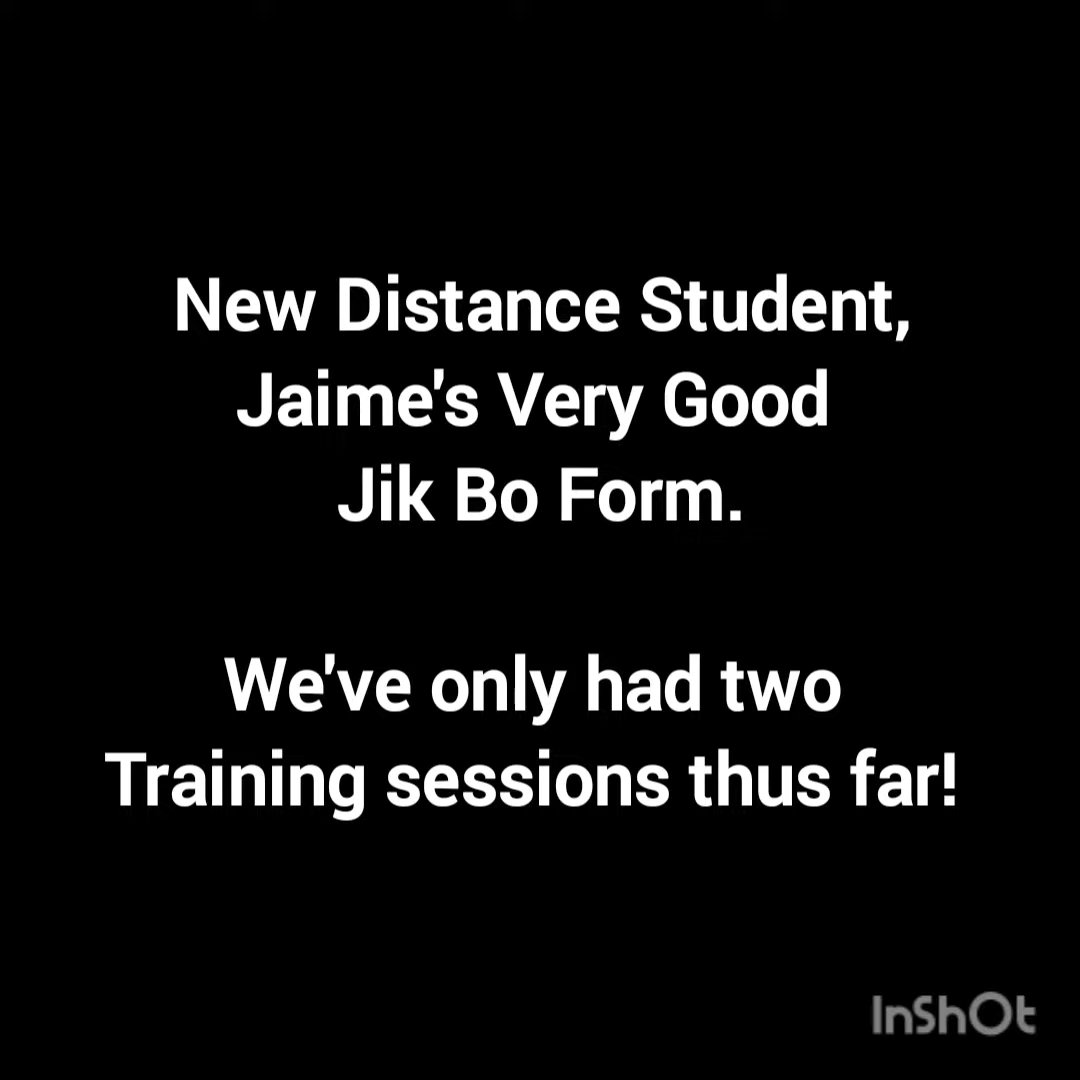 New Distance Student,
Jaime's Very Good
Jik Bo Form.
We've only had two
Training sessions thus far!
InShOt